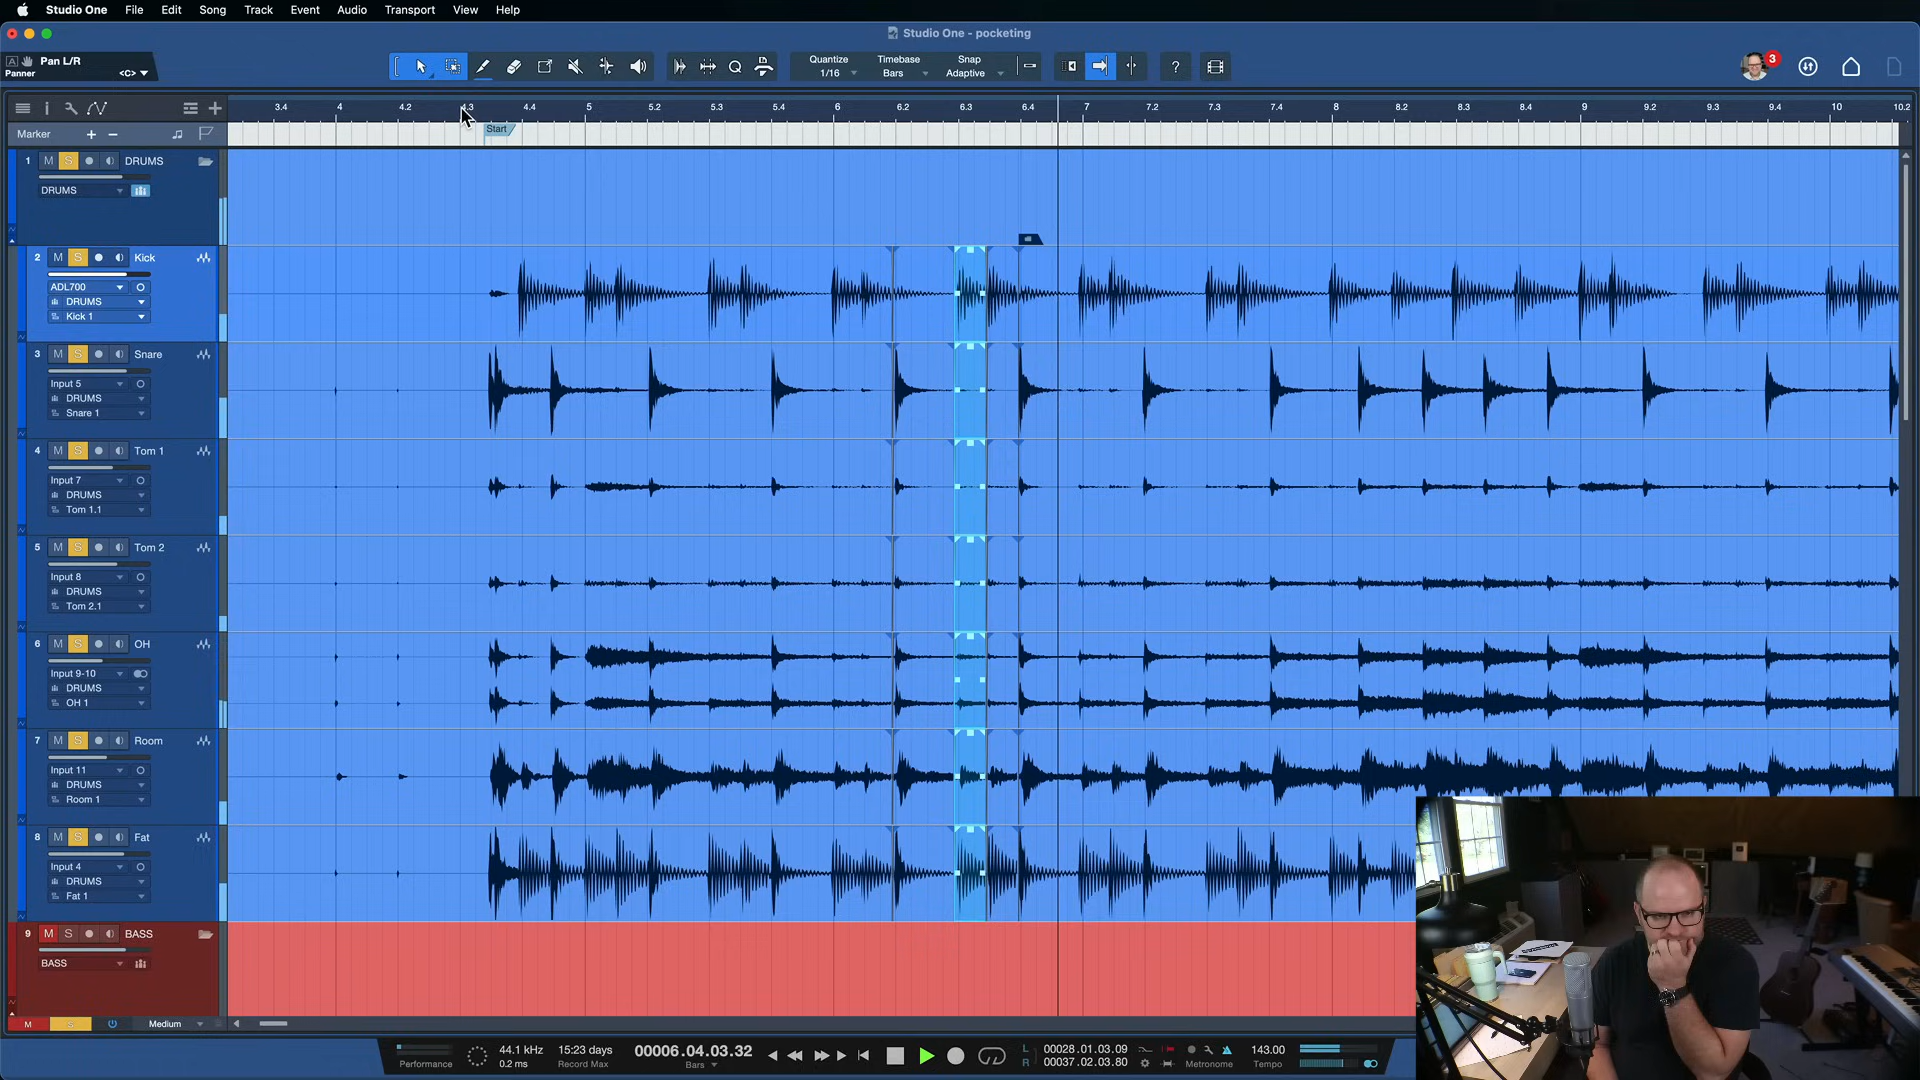 Studio One File Edit Song Track Event Audio Transport View Help
Studio One - pocketing
Pan L/R
Panner <C>
Quantize 1/16
Timebase Bars
Snap Adaptive
?
3
3.4 4 4.2 4.3 4.4 5 5.2 5.3 5.4 6 6.2 6.3 6.4 7 7.2 7.3 7.4 8 8.2 8.3 8.4 9 9.2 9.3 9.4 10 10.2
Marker + −
Start
1 M S DRUMS
DRUMS
2 M S Kick
ADL700
DRUMS
Kick 1
3 M S Snare
Input 5
DRUMS
Snare 1
4 M S Tom 1
Input 7
DRUMS
Tom 1.1
5 M S Tom 2
Input 8
DRUMS
Tom 2.1
6 M S OH
Input 9-10
DRUMS
OH 1
7 M S Room
Input 11
DRUMS
Room 1
8 M S Fat
Input 4
DRUMS
Fat 1
9 M S BASS
BASS
M S Medium
Performance
44.1 kHz
0.2 ms
15:23 days
Record Max
00006.04.03.32
Bars
L 00028.01.03.09
R 00037.02.03.80
Metronome
143.00
Tempo